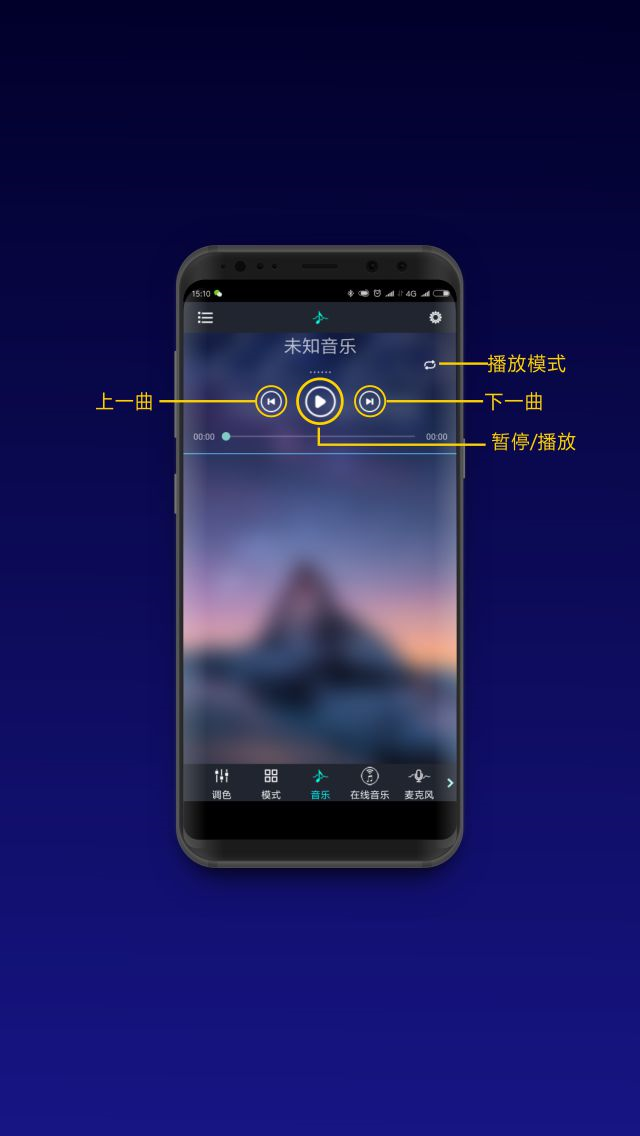 15:10
4G
未知音乐
......
播放模式
上一曲
下一曲
暂停/播放
00:00
00:00
调色
模式
音乐
在线音乐
麦克风